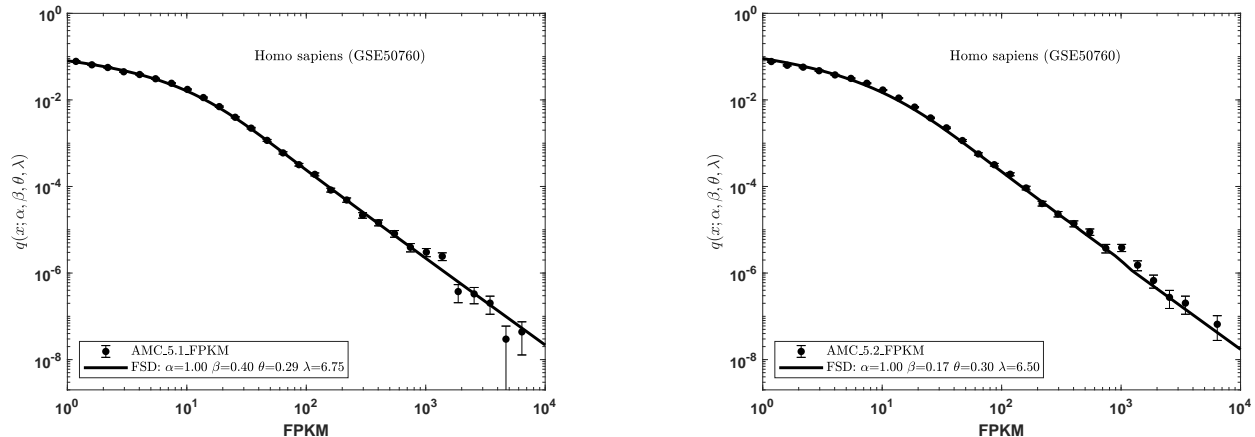 10^0
10^-2
10^-4
10^-6
10^-8
q(x; α, β, θ, λ)
Homo sapiens (GSE50760)
AMC_5.1_FPKM
FSD: α=1.00 β=0.40 θ=0.29 λ=6.75
10^0 10^1 10^2 10^3 10^4
FPKM
10^0
10^-2
10^-4
10^-6
10^-8
q(x; α, β, θ, λ)
Homo sapiens (GSE50760)
AMC_5.2_FPKM
FSD: α=1.00 β=0.17 θ=0.30 λ=6.50
10^0 10^1 10^2 10^3 10^4
FPKM